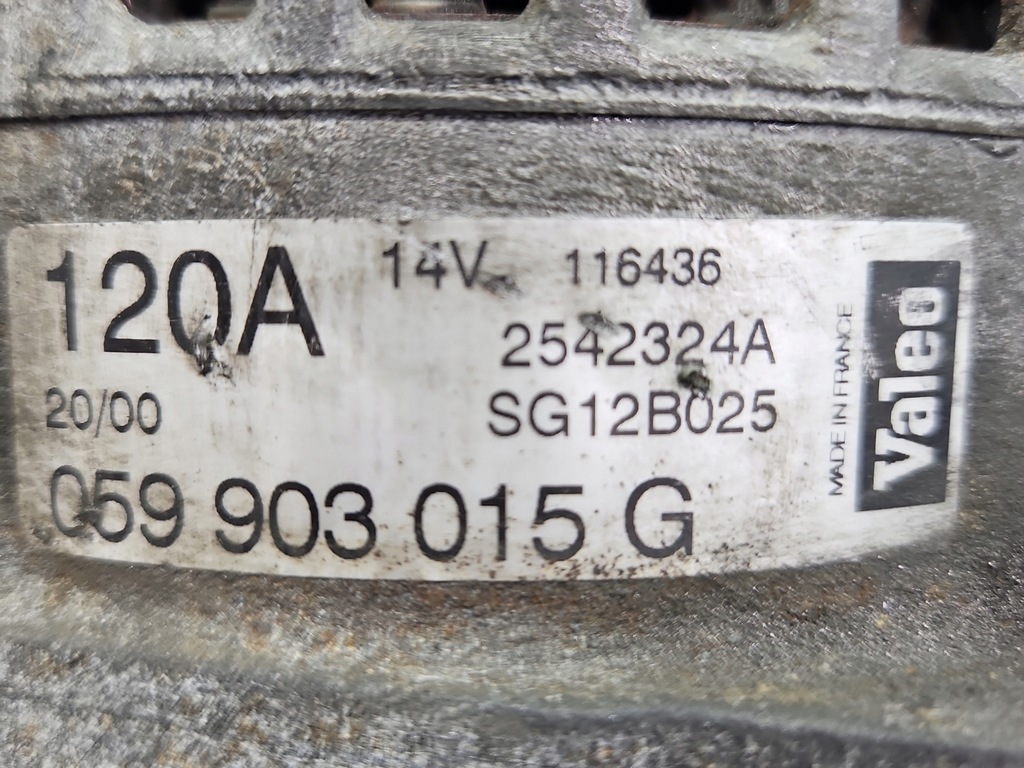 120A 14V 116436
2542324A
20/00 SG12B025
059 903 015 G
MADE IN FRANCE
Valeo